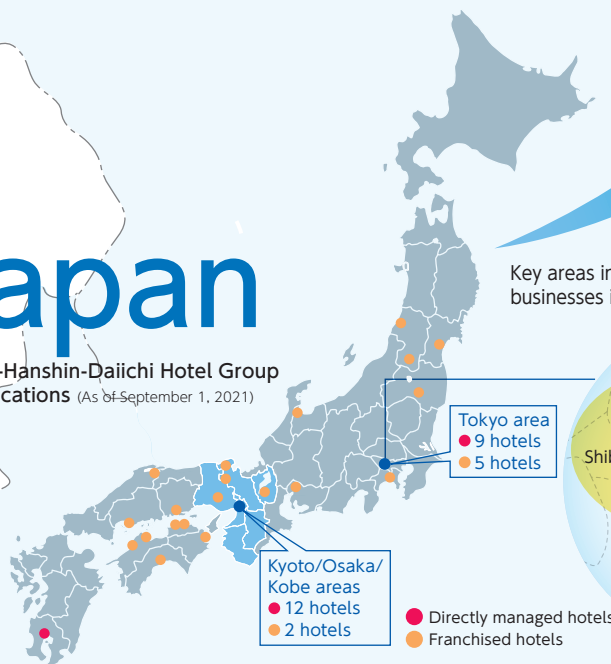 apan
-Hanshin-Daiichi Hotel Group
cations (As of September 1, 2021)
Key areas in
businesses i
Tokyo area
9 hotels
5 hotels
Shib
Kyoto/Osaka/
Kobe areas
12 hotels
2 hotels
Directly managed hotels
Franchised hotels